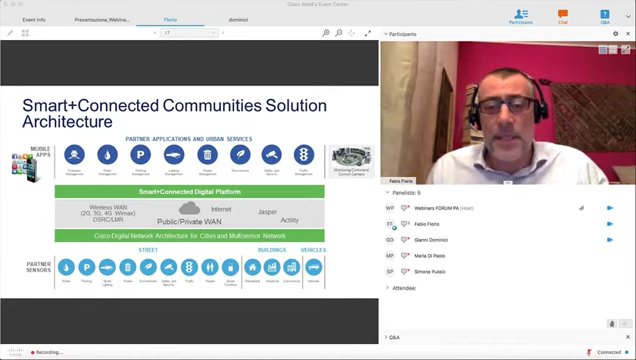 Cisco WebEx Event Center
Event Info
Presentazione_Webina...
Florio
dominici
Participants
Chat
Q&A
17
Smart+Connected Communities Solution
Architecture
PARTNER APPLICATIONS AND URBAN SERVICES
MOBILE
APPS
Smart+Connected Digital Platform
Wireless WAN
(2G, 3G, 4G, Wimax)
DSRC/LMR
Internet
Jasper
Public/Private WAN
Actility
Cisco Digital Network Architecture for Cities and Multisensor Network
STREET
BUILDINGS
VEHICLES
PARTNER
SENSORS
Participants
Fabio Florio
Panelists: 5
WP
Webinars FORUM PA (Host)
FF
Fabio Florio
GD
Gianni Dominici
MP
Maria Di Paolo
SP
Simone Puksic
Attendee:
Q&A
Recording...
Connected